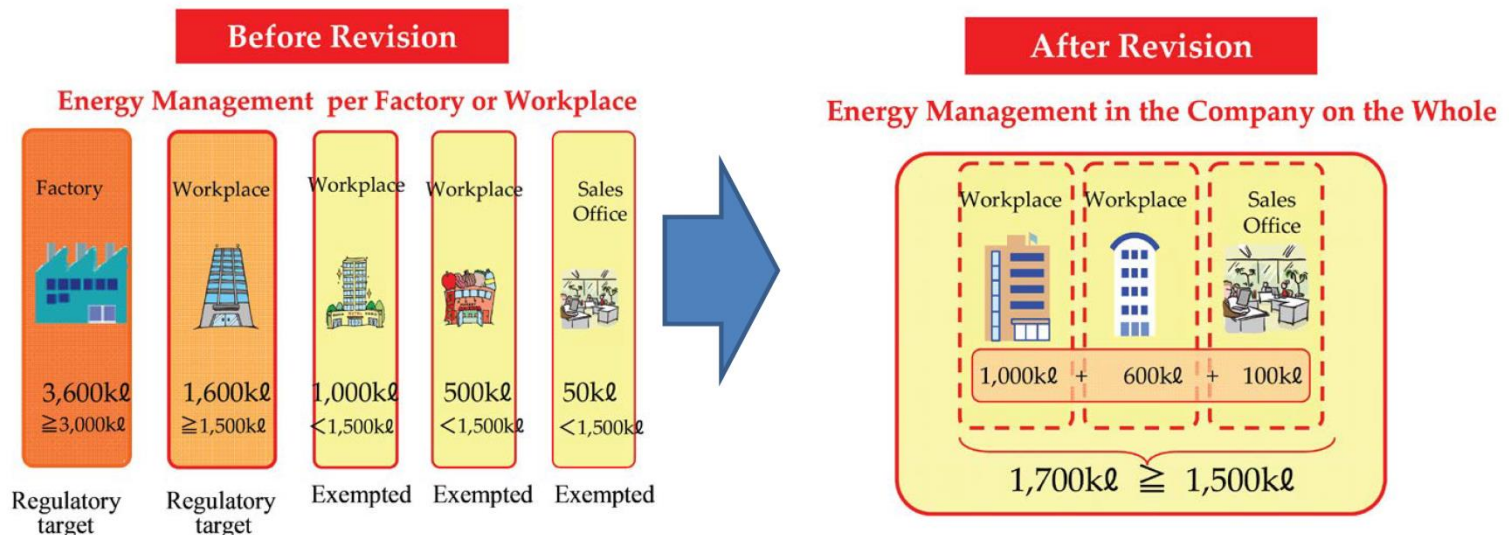 Before Revision
Energy Management per Factory or Workplace
Factory
3,600kℓ
≧3,000kℓ
Regulatory
target
Workplace
1,600kℓ
≧1,500kℓ
Regulatory
target
Workplace
1,000kℓ
<1,500kℓ
Exempted
Workplace
500kℓ
<1,500kℓ
Exempted
Sales
Office
50kℓ
<1,500kℓ
Exempted
After Revision
Energy Management in the Company on the Whole
Workplace
Workplace
Sales
Office
1,000kℓ + 600kℓ + 100kℓ
1,700kℓ ≧ 1,500kℓ